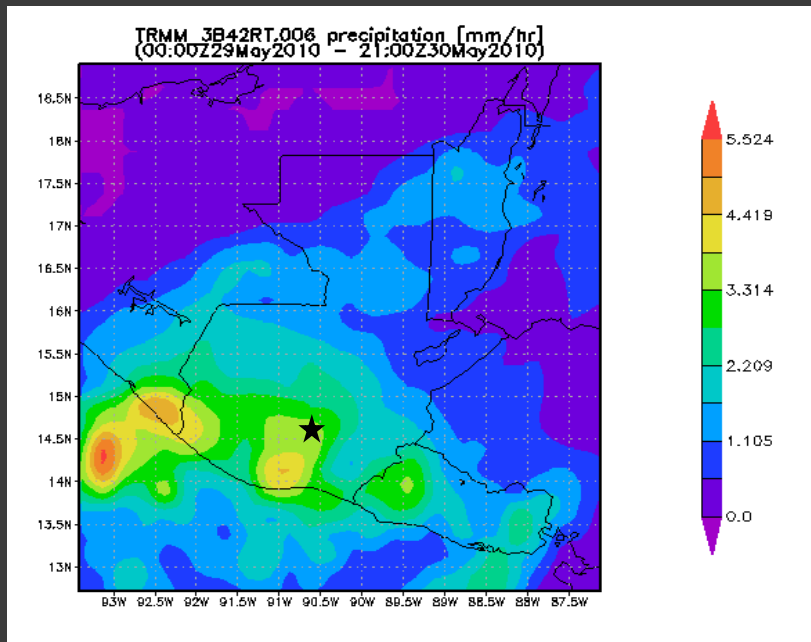 TRMM_3B42RT.006 precipitation [mm/hr]
(00:00Z29May2010 - 21:00Z30May2010)
18.5N
18N
17.5N
17N
16.5N
16N
15.5N
15N
14.5N
14N
13.5N
13N
93W 92.5W 92W 91.5W 91W 90.5W 90W 89.5W 89W 88.5W 88W 87.5W
5.524
4.419
3.314
2.209
1.105
0.0